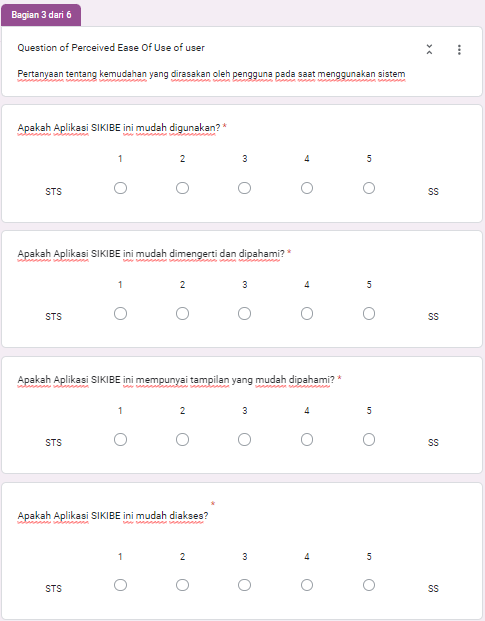 Bagian 3 dari 6
Question of Perceived Ease Of Use of user
Pertanyaan tentang kemudahan yang dirasakan oleh pengguna pada saat menggunakan sistem
Apakah Aplikasi SIKIBE ini mudah digunakan? *
1 2 3 4 5
STS SS
Apakah Aplikasi SIKIBE ini mudah dimengerti dan dipahami? *
1 2 3 4 5
STS SS
Apakah Aplikasi SIKIBE ini mempunyai tampilan yang mudah dipahami? *
1 2 3 4 5
STS SS
Apakah Aplikasi SIKIBE ini mudah diakses? *
1 2 3 4 5
STS SS